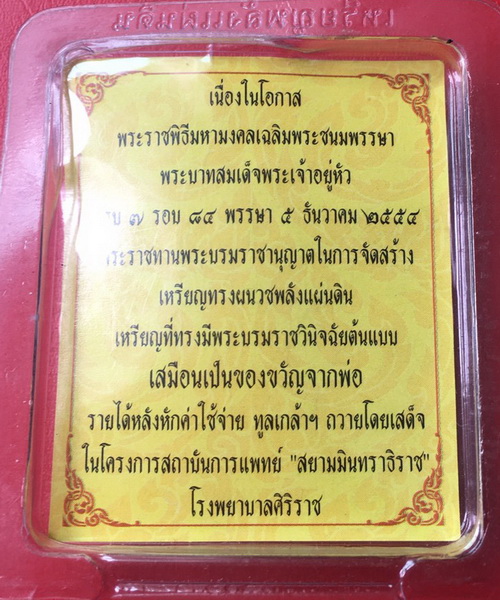 เหรียญพลังแผ่นดิน
เนื่องในโอกาส
พระราชพิธีมหามงคลเฉลิมพระชนมพรรษา
พระบาทสมเด็จพระเจ้าอยู่หัว
๗ รอบ ๘๔ พรรษา ๕ ธันวาคม ๒๕๕๔
พระราชทานพระบรมราชานุญาตในการจัดสร้าง
เหรียญทรงผนวชพลังแผ่นดิน
เหรียญที่ทรงมีพระบรมราชวินิจฉัยต้นแบบ
เสมือนเป็นของขวัญจากพ่อ
รายได้หลังหักค่าใช้จ่าย ทูลเกล้าฯ ถวายโดยเสด็จ
ในโครงการสถาบันการแพทย์ "สยามมินทราธิราช"
โรงพยาบาลศิริราช